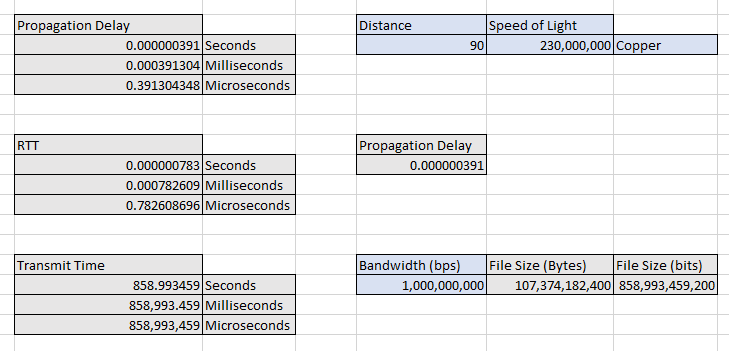 Propagation Delay Distance Speed of Light
0.000000391 Seconds 90 230,000,000 Copper
0.000391304 Milliseconds
0.391304348 Microseconds
RTT Propagation Delay
0.000000783 Seconds 0.000000391
0.000782609 Milliseconds
0.782608696 Microseconds
Transmit Time Bandwidth (bps) File Size (Bytes) File Size (bits)
858.993459 Seconds 1,000,000,000 107,374,182,400 858,993,459,200
858,993.459 Milliseconds
858,993,459 Microseconds